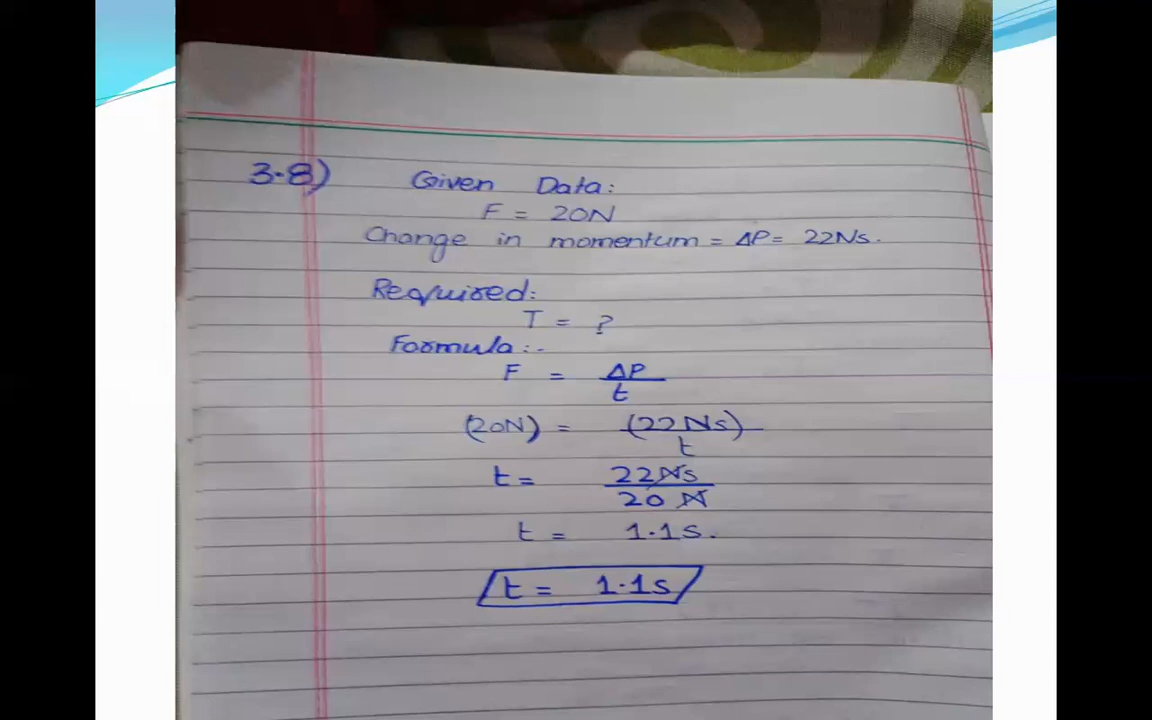 3.8) Given Data:
F = 20N
Change in momentum = ΔP = 22Ns.
Required:
T = ?
Formula :-
F = ΔP/t
(20N) = (22Ns)/t
t = 22Ns/20N
t = 1.1s.
t = 1.1s